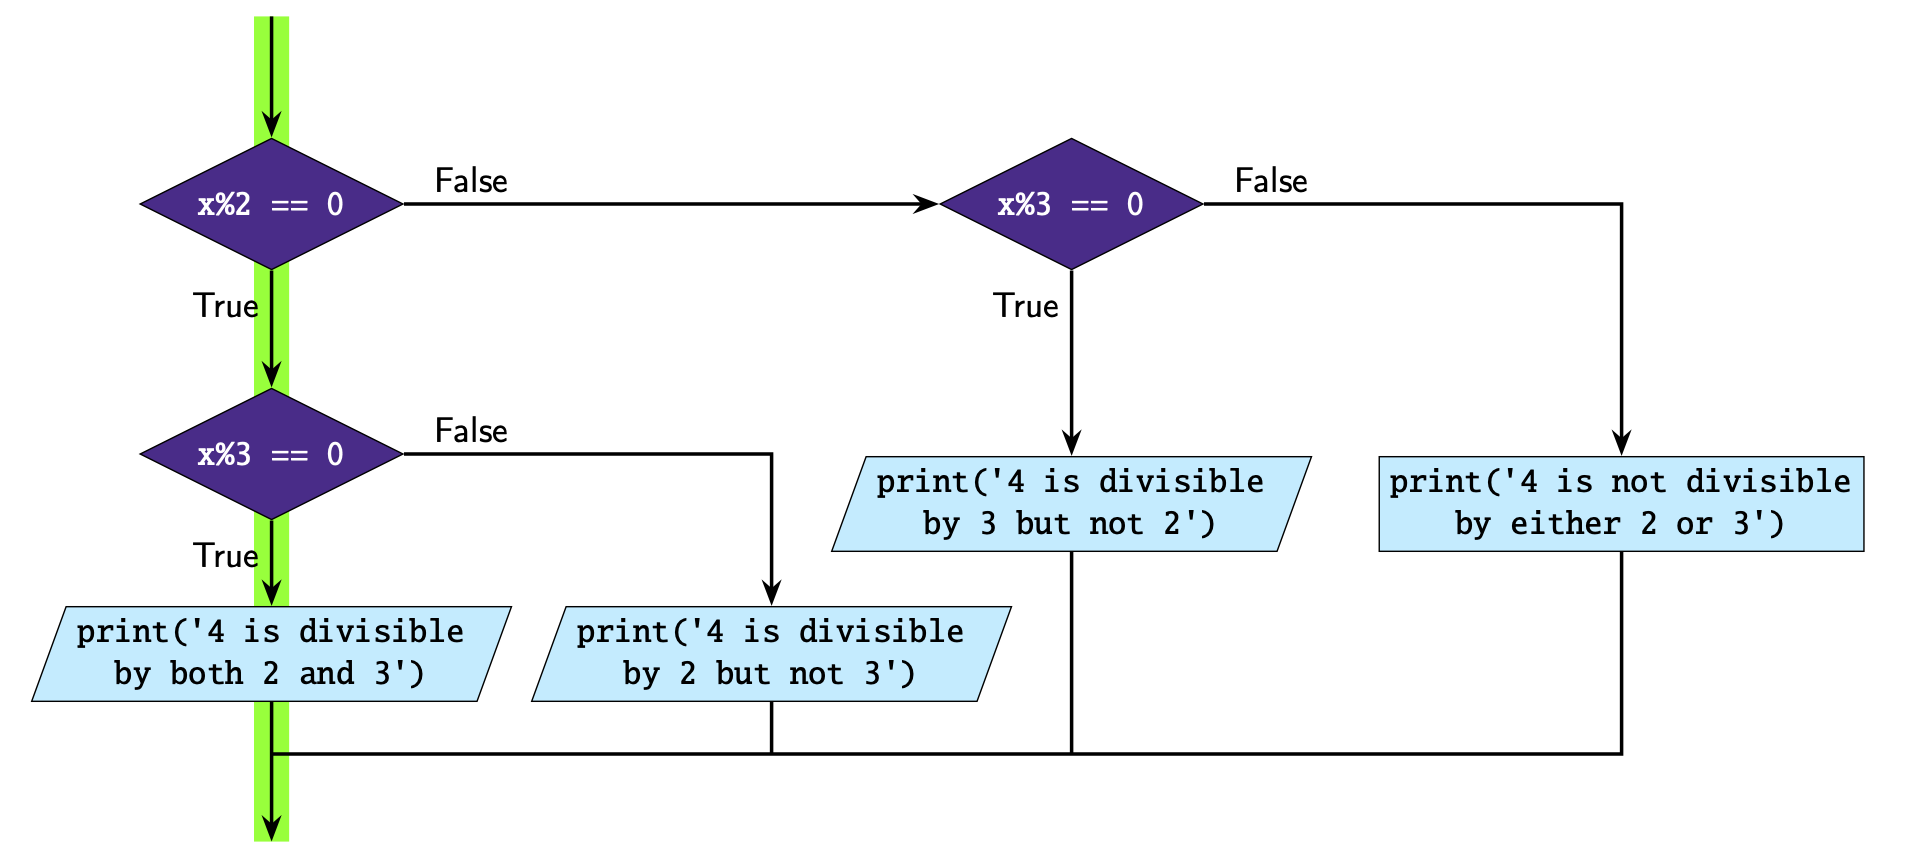 False
False
x%2 == 0
x%3 == 0
True
True
False
x%3 == 0
print('4 is divisible
by 3 but not 2')
print('4 is not divisible
by either 2 or 3')
True
print('4 is divisible
by both 2 and 3')
print('4 is divisible
by 2 but not 3')